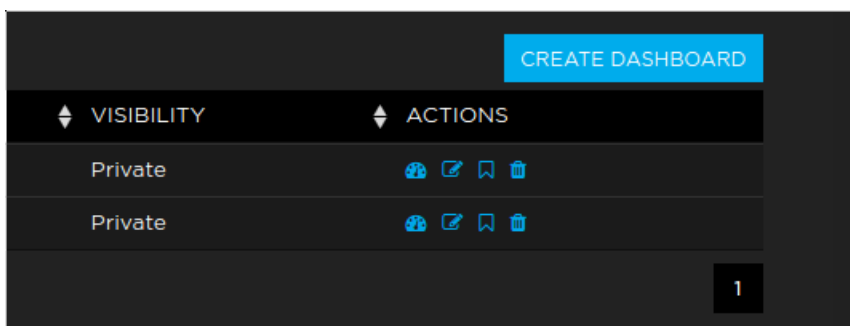 CREATE DASHBOARD
VISIBILITY ACTIONS
Private
Private
1